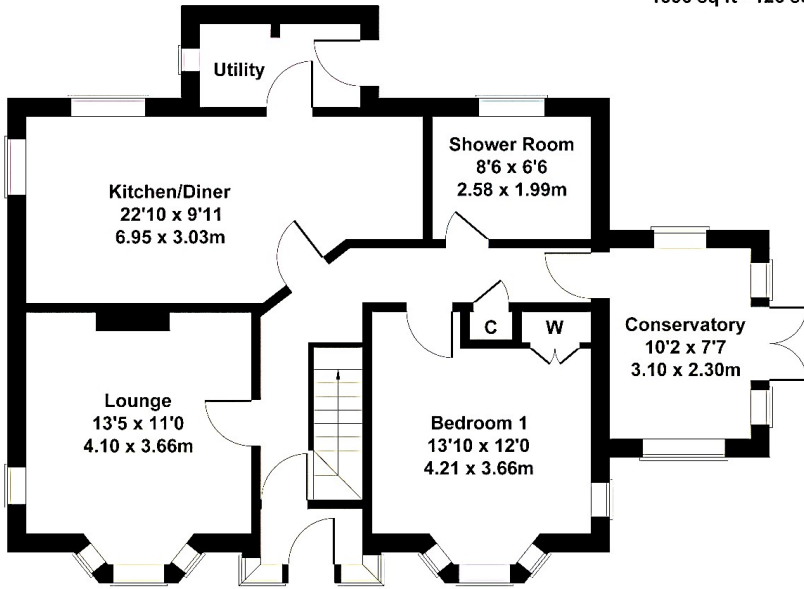 Utility
Kitchen/Diner
22'10 x 9'11
6.95 x 3.03m
Shower Room
8'6 x 6'6
2.58 x 1.99m
Conservatory
10'2 x 7'7
3.10 x 2.30m
C
W
Lounge
13'5 x 11'0
4.10 x 3.66m
Bedroom 1
13'10 x 12'0
4.21 x 3.66m